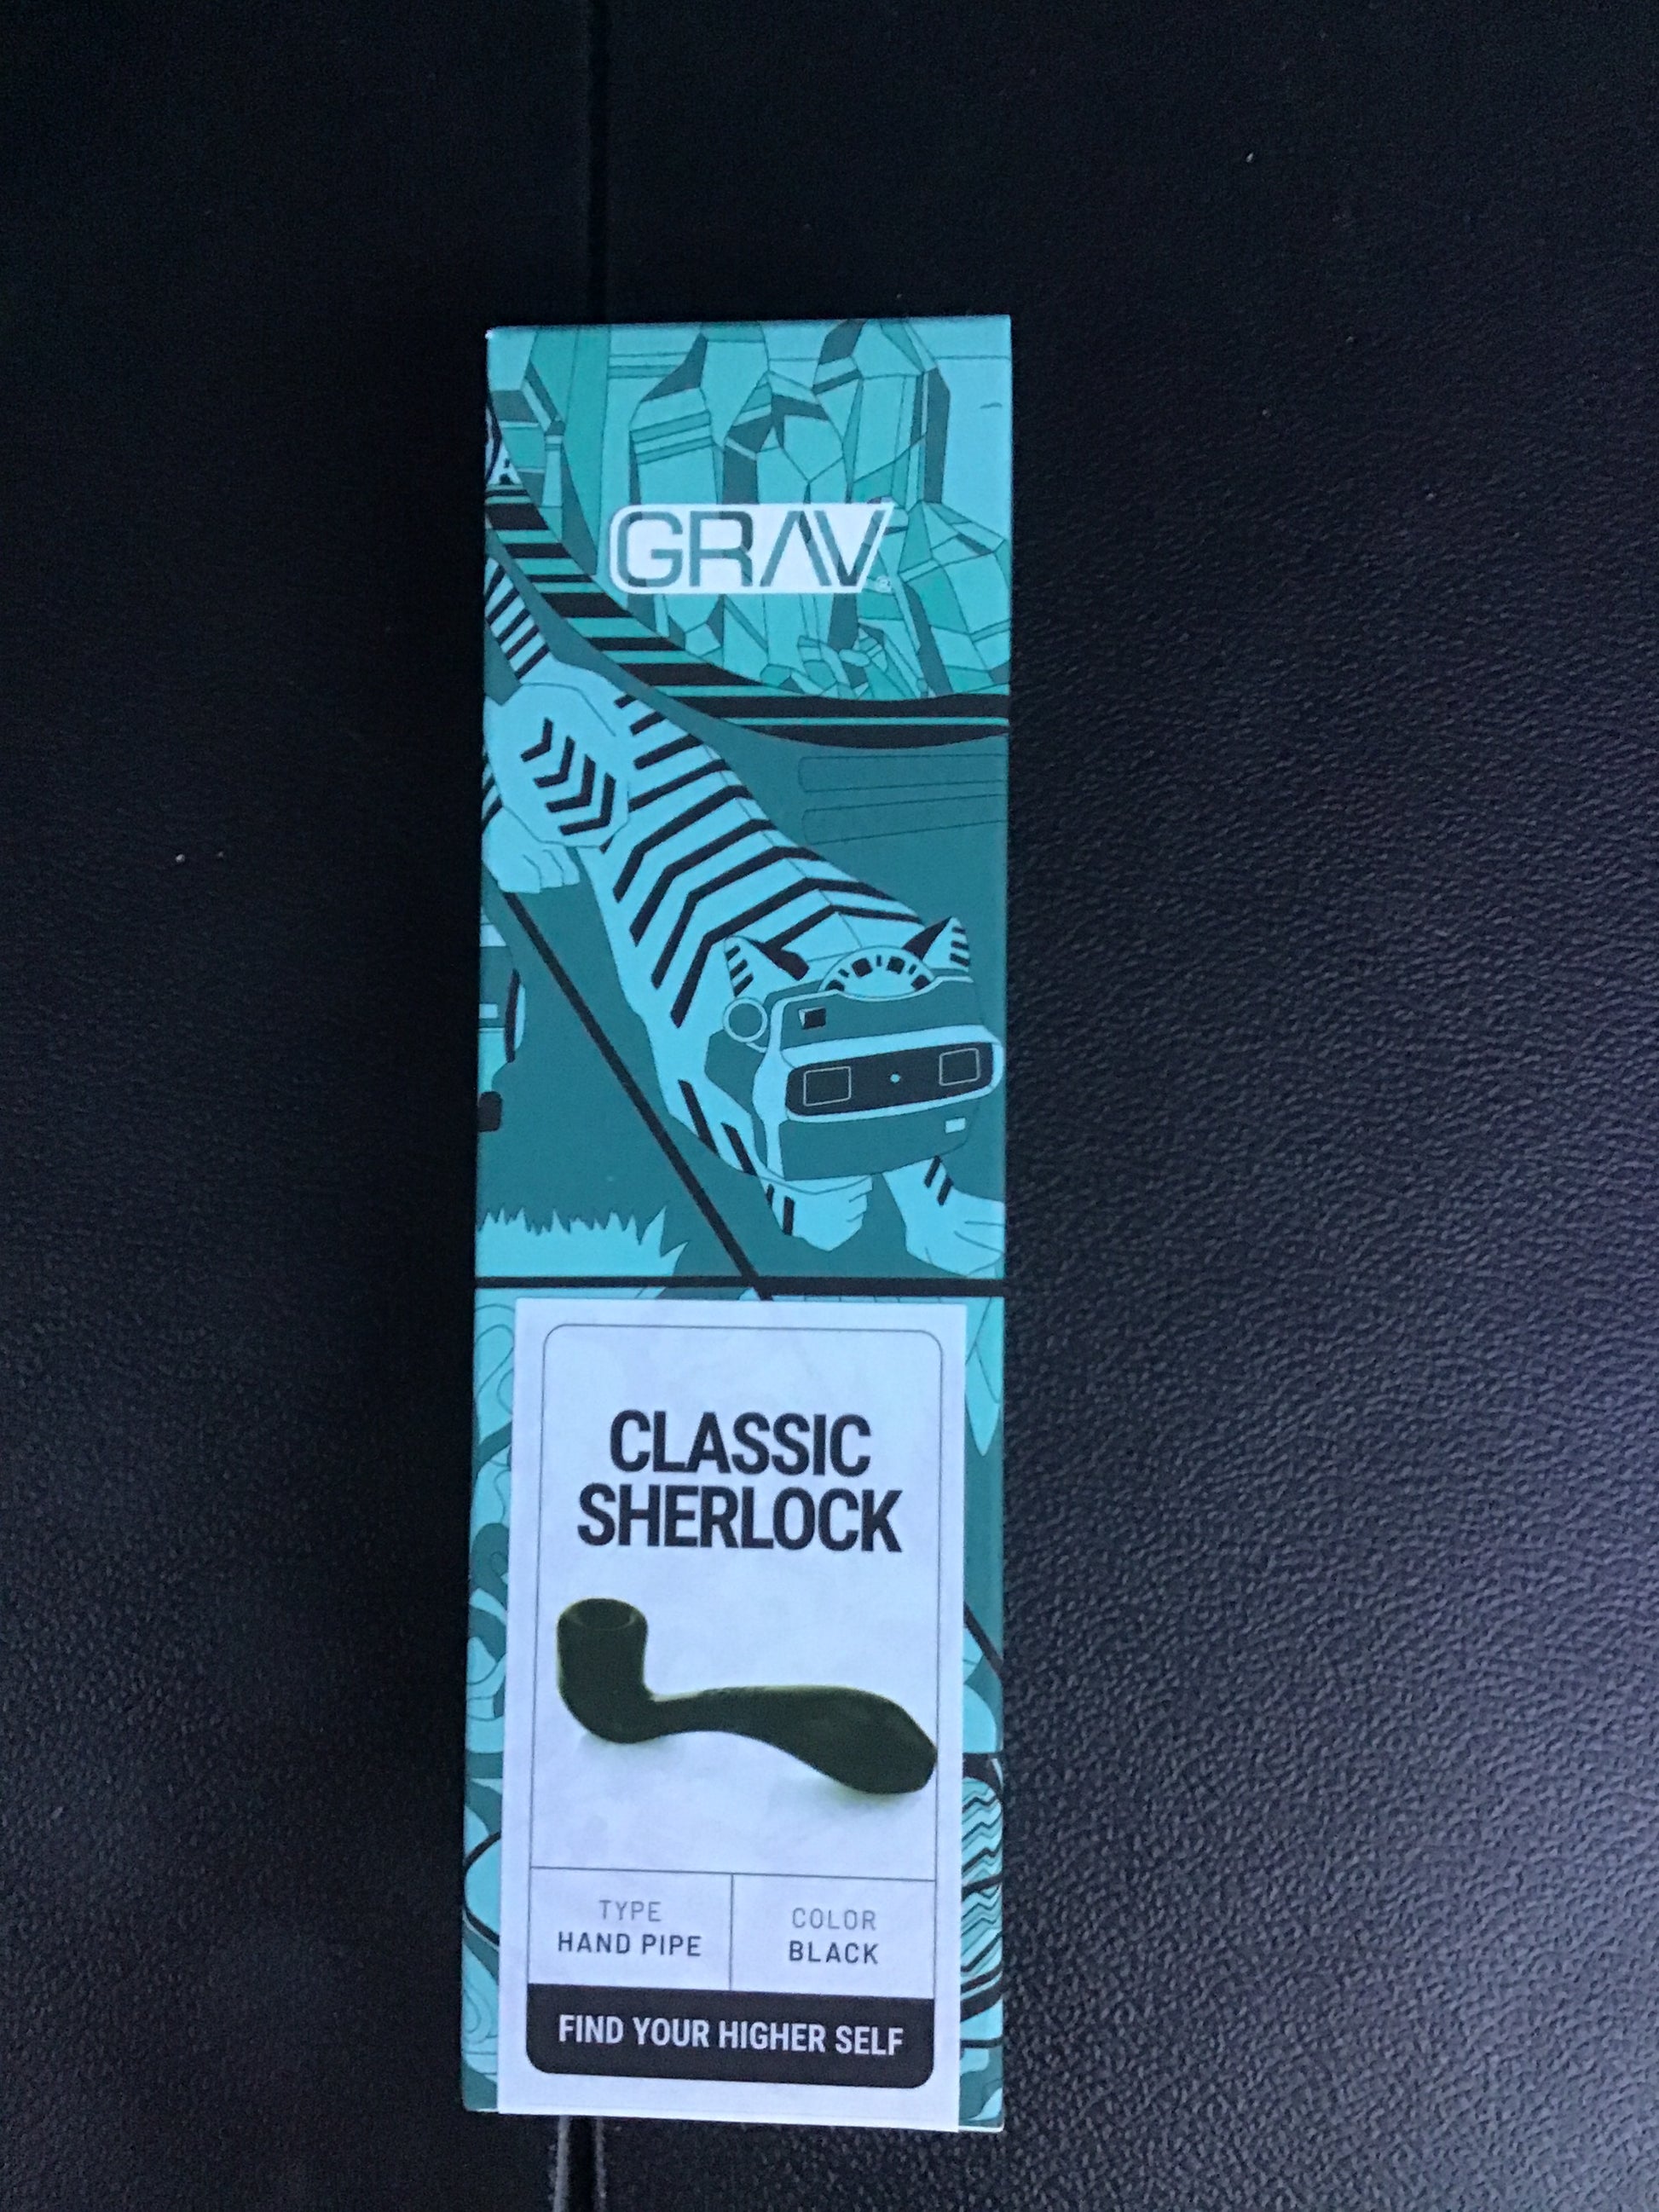 GRAV®
CLASSIC
SHERLOCK
TYPE
HAND PIPE
COLOR
BLACK
FIND YOUR HIGHER SELF